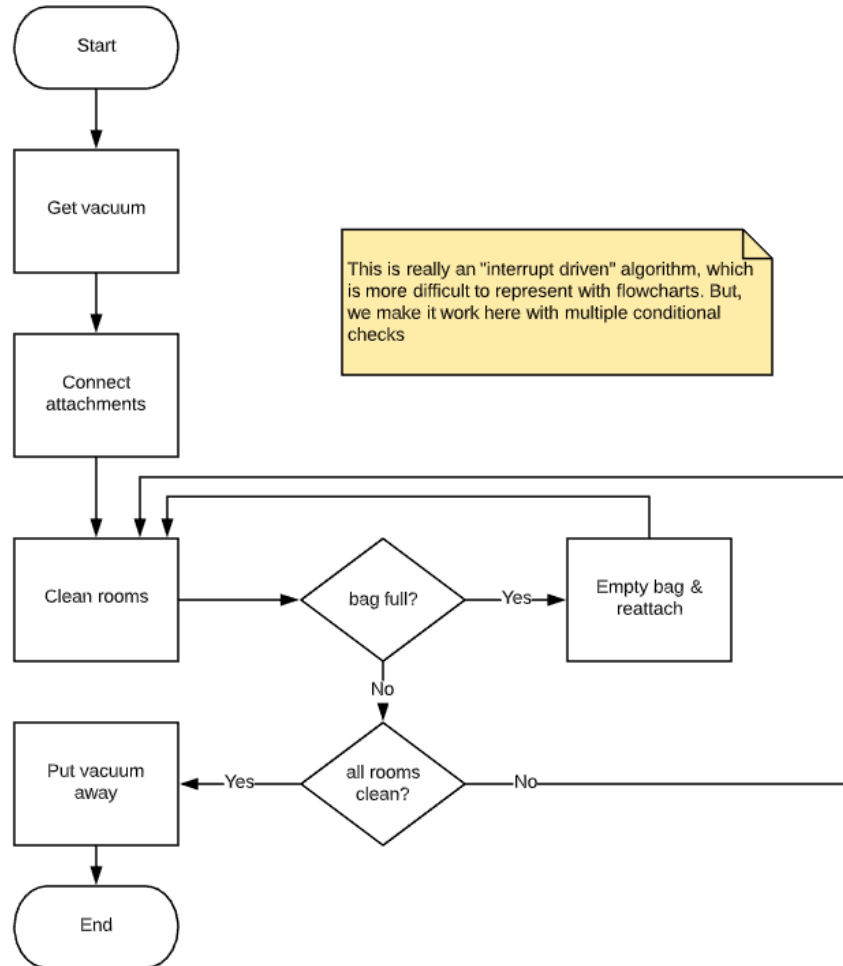 Start
Get vacuum
This is really an "interrupt driven" algorithm, which
is more difficult to represent with flowcharts. But,
we make it work here with multiple conditional
checks
Connect
attachments
Clean rooms
bag full?
Yes
Empty bag &
reattach
No
Put vacuum
away
Yes
all rooms
clean?
No
End